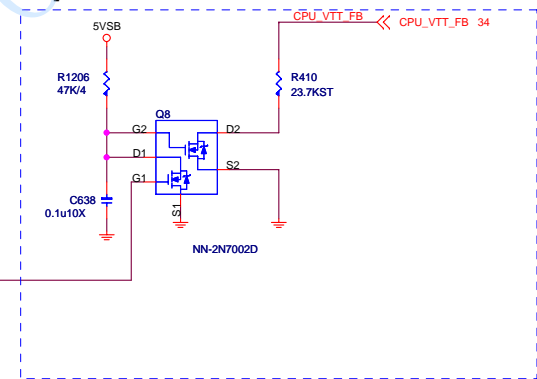 CPU_VTT_FB
CPU_VTT_FB 34
5VSB
R1206
47K/4
R410
23.7KST
Q8
G2
D2
D1
S2
G1
S1
C638
0.1u10X
NN-2N7002D